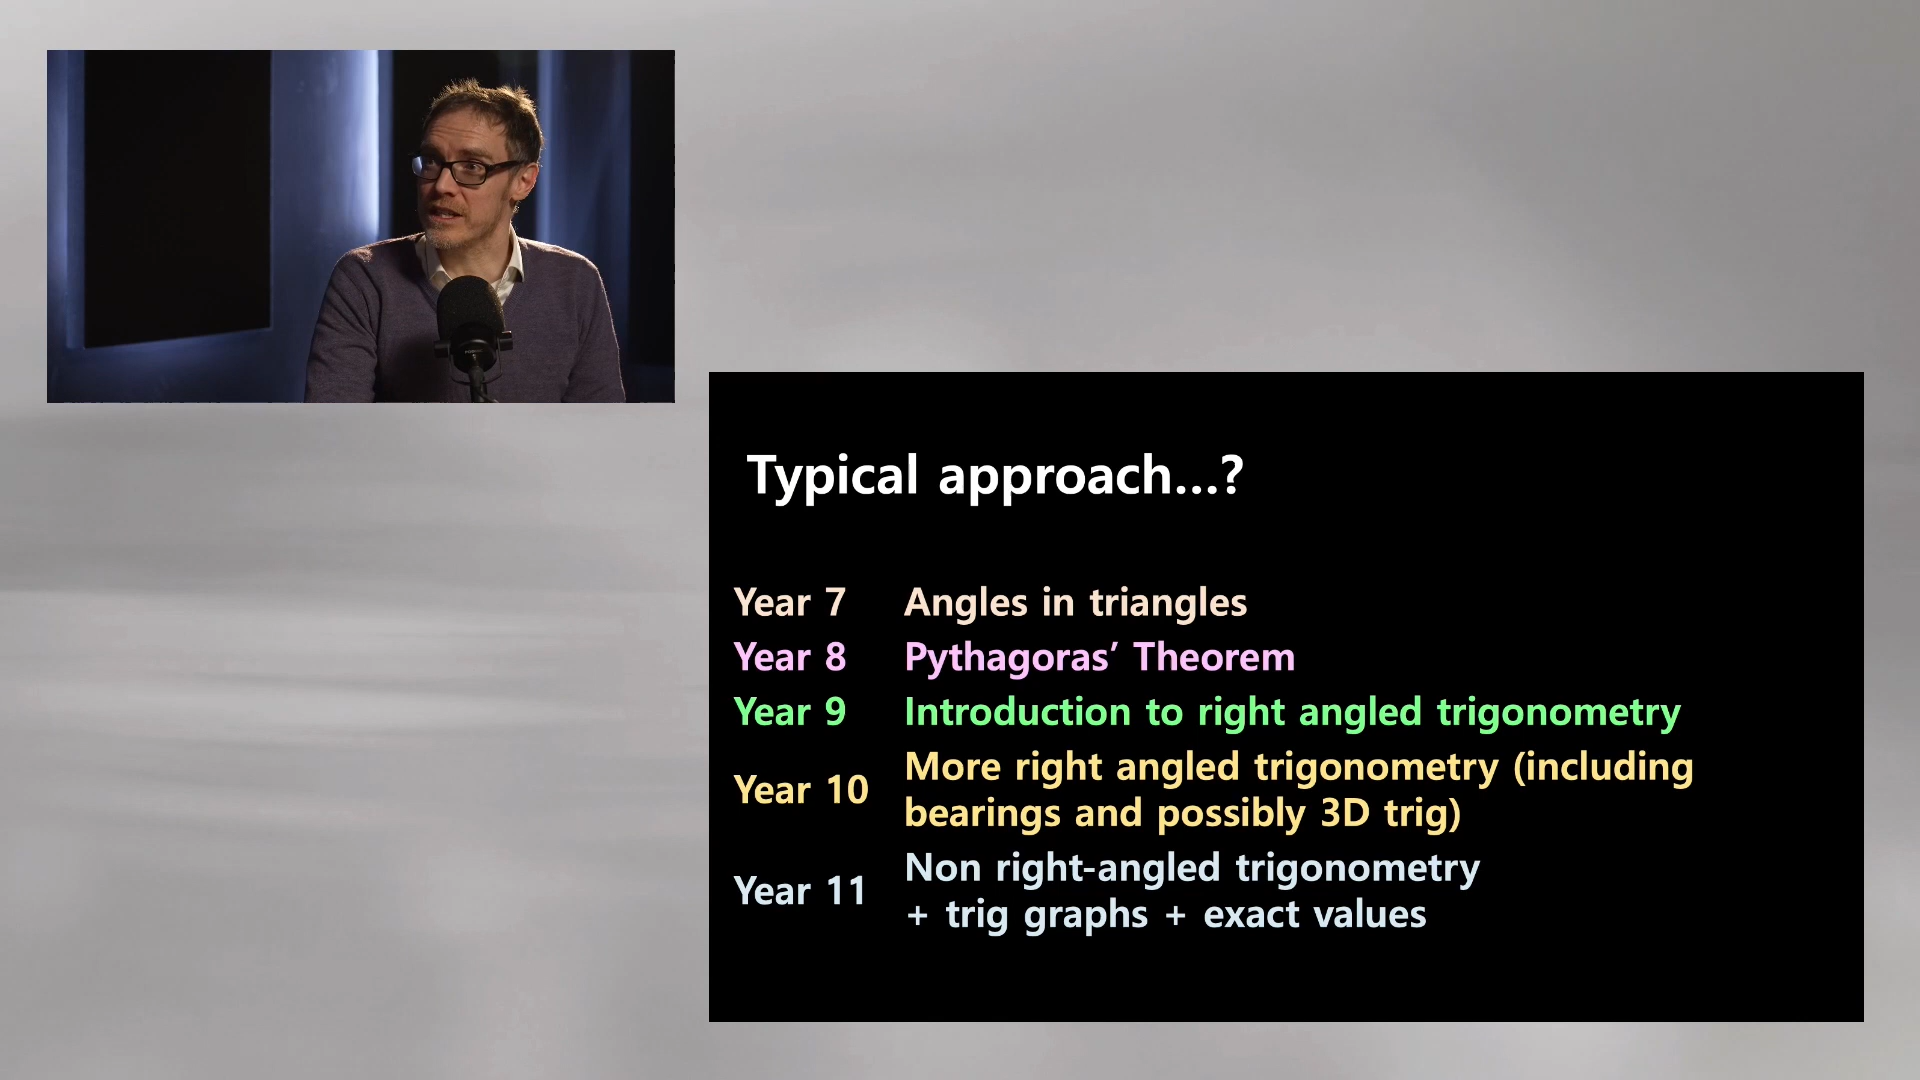 Typical approach...?
Year 7 Angles in triangles
Year 8 Pythagoras’ Theorem
Year 9 Introduction to right angled trigonometry
Year 10 More right angled trigonometry (including
bearings and possibly 3D trig)
Year 11 Non right-angled trigonometry
+ trig graphs + exact values